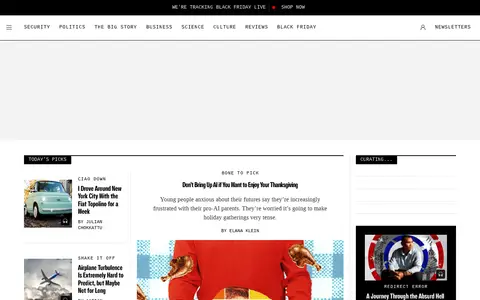 WE'RE TRACKING BLACK FRIDAY LIVE SHOP NOW
SECURITY POLITICS THE BIG STORY BUSINESS SCIENCE CULTURE REVIEWS BLACK FRIDAY NEWSLETTERS
TODAY'S PICKS
CIAO DOWN
I Drove Around New
York City With the
Fiat Topolino for a
Week
BY JULIAN
CHOKKATTU
SHAKE IT OFF
Airplane Turbulence
Is Extremely Hard to
Predict, but Maybe
Not for Long
BONE TO PICK
Don't Bring Up AI if You Want to Enjoy Your Thanksgiving
Young people anxious about their futures say they're increasingly
frustrated with their pro-AI parents. They're worried it's going to make
holiday gatherings very tense.
BY ELANA KLEIN
CURATING...
REDIRECT ERROR
A Journey Through the Absurd Hell